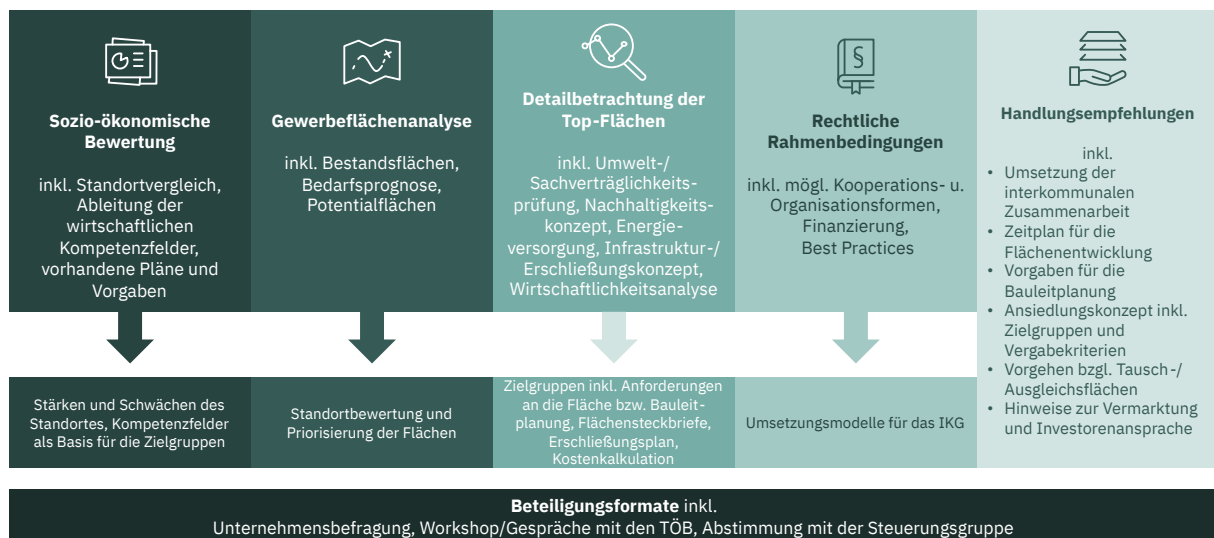 Sozio-ökonomische
Bewertung
inkl. Standortvergleich,
Ableitung der
wirtschaftlichen
Kompetenzfelder,
vorhandene Pläne und
Vorgaben
Stärken und Schwächen des
Standortes, Kompetenzfelder
als Basis für die Zielgruppen
Gewerbeflächenanalyse
inkl. Bestandsflächen,
Bedarfsprognose,
Potentialflächen
Standortbewertung und
Priorisierung der Flächen
Detailbetrachtung der
Top-Flächen
inkl. Umwelt-/
Sachverträglichkeits-
prüfung, Nachhaltigkeits-
konzept, Energie-
versorgung, Infrastruktur-/
Erschließungskonzept,
Wirtschaftlichkeitsanalyse
Zielgruppen inkl. Anforderungen
an die Fläche bzw. Bauleit-
planung, Flächensteckbriefe,
Erschließungsplan,
Kostenkalkulation
§
Rechtliche
Rahmenbedingungen
inkl. mögl. Kooperations- u.
Organisationsformen,
Finanzierung,
Best Practices
Umsetzungsmodelle für das IKG
Handlungsempfehlungen
inkl.
• Umsetzung der
interkommunalen
Zusammenarbeit
• Zeitplan für die
Flächenentwicklung
• Vorgaben für die
Bauleitplanung
• Ansiedlungskonzept inkl.
Zielgruppen und
Vergabekriterien
• Vorgehen bzgl. Tausch-/
Ausgleichsflächen
• Hinweise zur Vermarktung
und Investorenansprache
Beteiligungsformate inkl.
Unternehmensbefragung, Workshop/Gespräche mit den TÖB, Abstimmung mit der Steuerungsgruppe